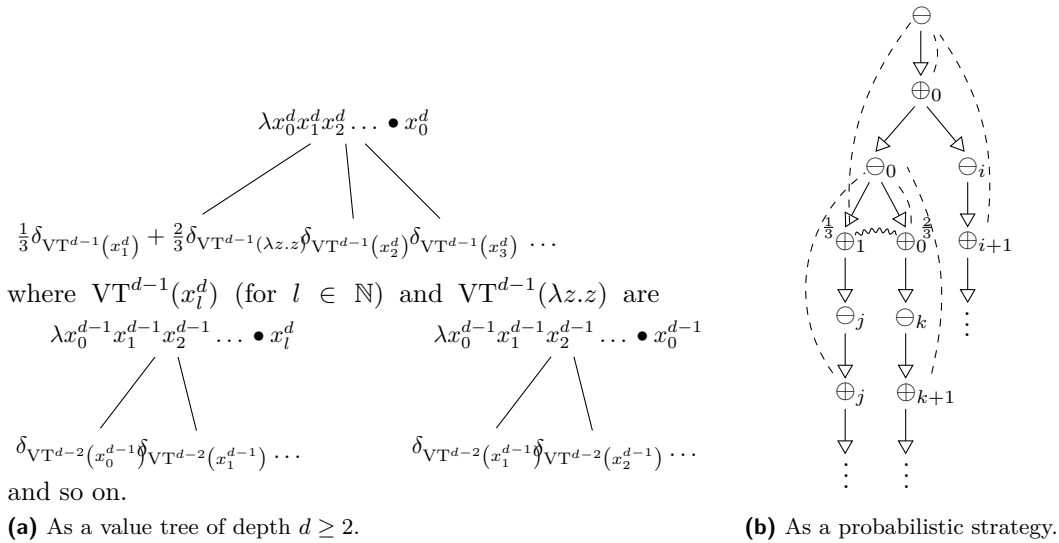 λx_0^d x_1^d x_2^d … • x_0^d
1/3 δ_{VT^{d−1}(x_1^d)} + 2/3 δ_{VT^{d−1}(λz.z)} δ_{VT^{d−1}(x_2^d)} δ_{VT^{d−1}(x_3^d)} …
where VT^{d−1}(x_l^d) (for l ∈ ℕ) and VT^{d−1}(λz.z) are
λx_0^{d−1} x_1^{d−1} x_2^{d−1} … • x_l^d
λx_0^{d−1} x_1^{d−1} x_2^{d−1} … • x_0^{d−1}
δ_{VT^{d−2}(x_0^{d−1})} δ_{VT^{d−2}(x_1^{d−1})} …
δ_{VT^{d−2}(x_1^{d−1})} δ_{VT^{d−2}(x_2^{d−1})} …
and so on.
(a) As a value tree of depth d ≥ 2.
⊖
⊕_0
⊖_0 ⊖_i
1/3 ⊕_1 ⊕_0 2/3 ⊕_{i+1}
⊖_j ⊖_k ⋮
⊕_j ⊕_{k+1}
⋮ ⋮
(b) As a probabilistic strategy.